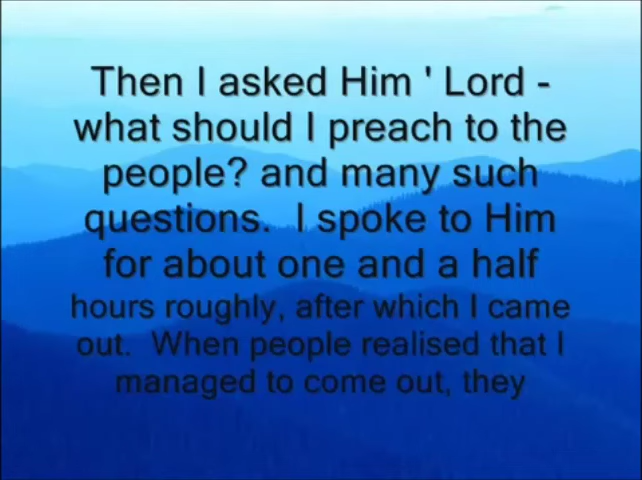 Then I asked Him ' Lord -
what should I preach to the
people? and many such
questions.  I spoke to Him
for about one and a half
hours roughly, after which I came
out.  When people realised that I
managed to come out, they